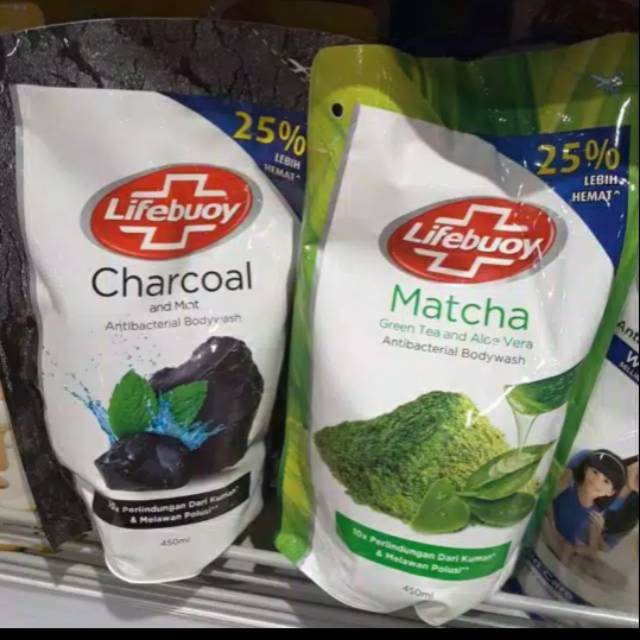 25%
LEBIH
HEMAT^
Lifebuoy
Charcoal
and Mint
Antibacterial Bodywash
10x Perlindungan Dari Kuman*
& Melawan Polusi**
450ml
25%
LEBIH
HEMAT^
Lifebuoy
Matcha
Green Tea and Aloe Vera
Antibacterial Bodywash
10x Perlindungan Dari Kuman*
& Melawan Polusi**
450ml